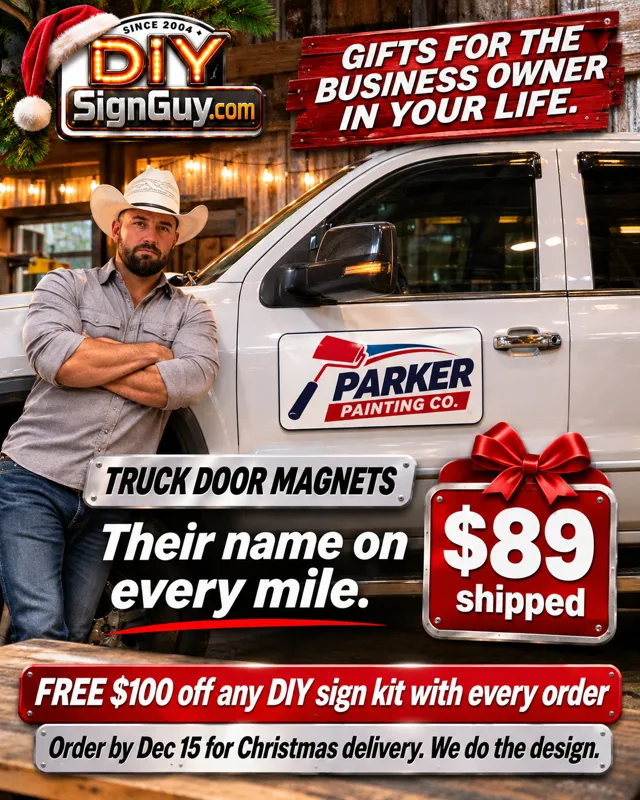 SINCE 2004
DIY
SignGuy.com
GIFTS FOR THE
BUSINESS OWNER
IN YOUR LIFE.
PARKER
PAINTING CO.
TRUCK DOOR MAGNETS
Their name on
every mile.
$89
shipped
FREE $100 off any DIY sign kit with every order
Order by Dec 15 for Christmas delivery. We do the design.